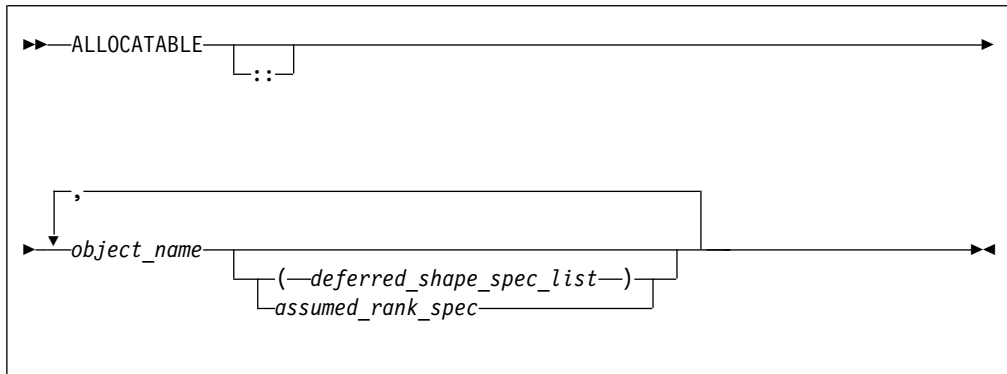 ALLOCATABLE
::
,
object_name
( deferred_shape_spec_list )
assumed_rank_spec